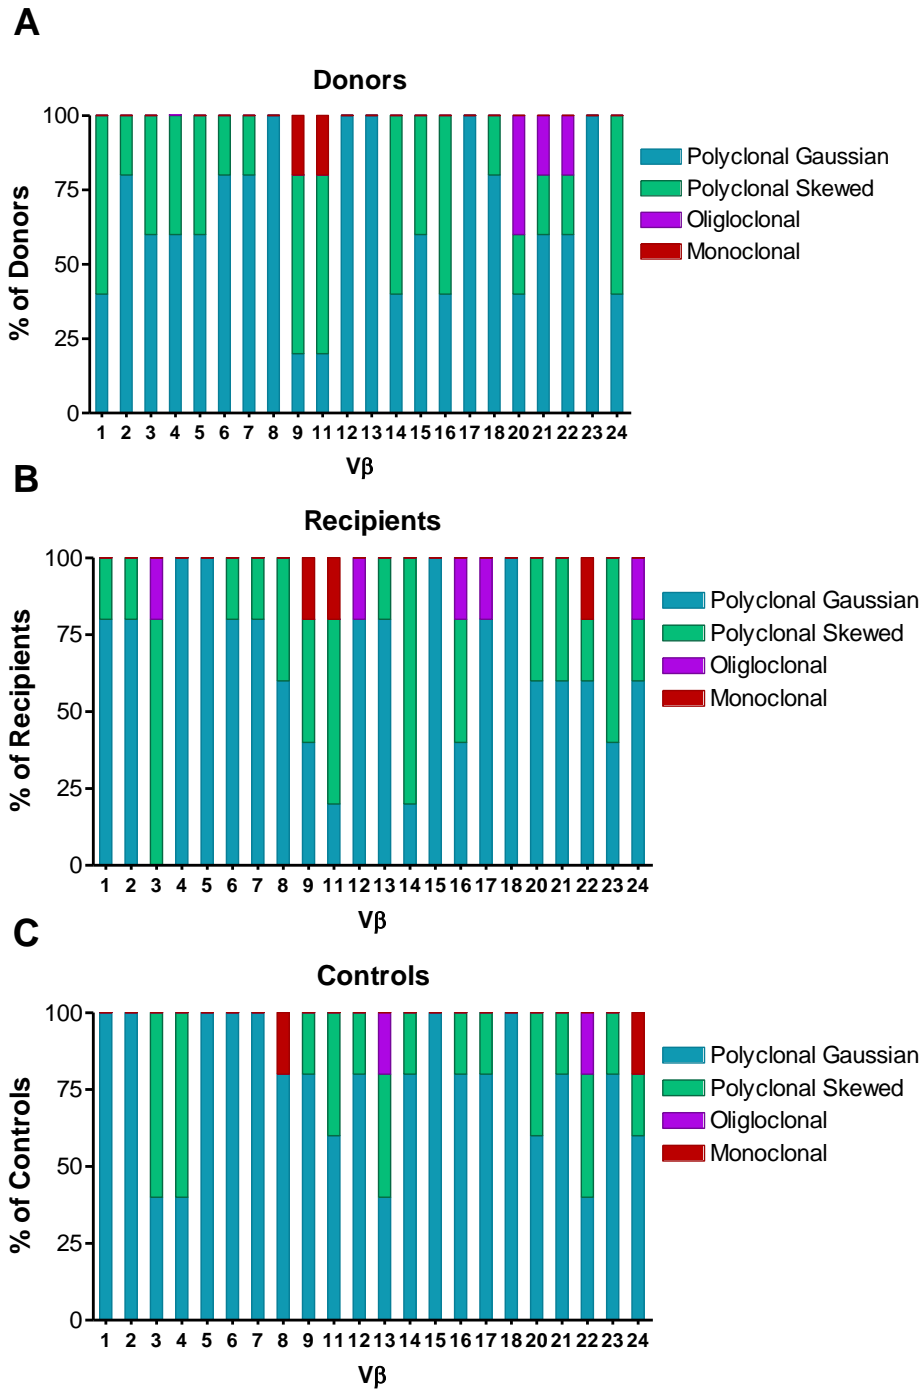 A
Donors
% of Donors
100
75
50
25
0
1 2 3 4 5 6 7 8 9 11 12 13 14 15 16 17 18 20 21 22 23 24
Vβ
Polyclonal Gaussian
Polyclonal Skewed
Oligloclonal
Monoclonal
B
Recipients
% of Recipients
100
75
50
25
0
1 2 3 4 5 6 7 8 9 11 12 13 14 15 16 17 18 20 21 22 23 24
Vβ
Polyclonal Gaussian
Polyclonal Skewed
Oligloclonal
Monoclonal
C
Controls
% of Controls
100
75
50
25
0
1 2 3 4 5 6 7 8 9 11 12 13 14 15 16 17 18 20 21 22 23 24
Vβ
Polyclonal Gaussian
Polyclonal Skewed
Oligloclonal
Monoclonal